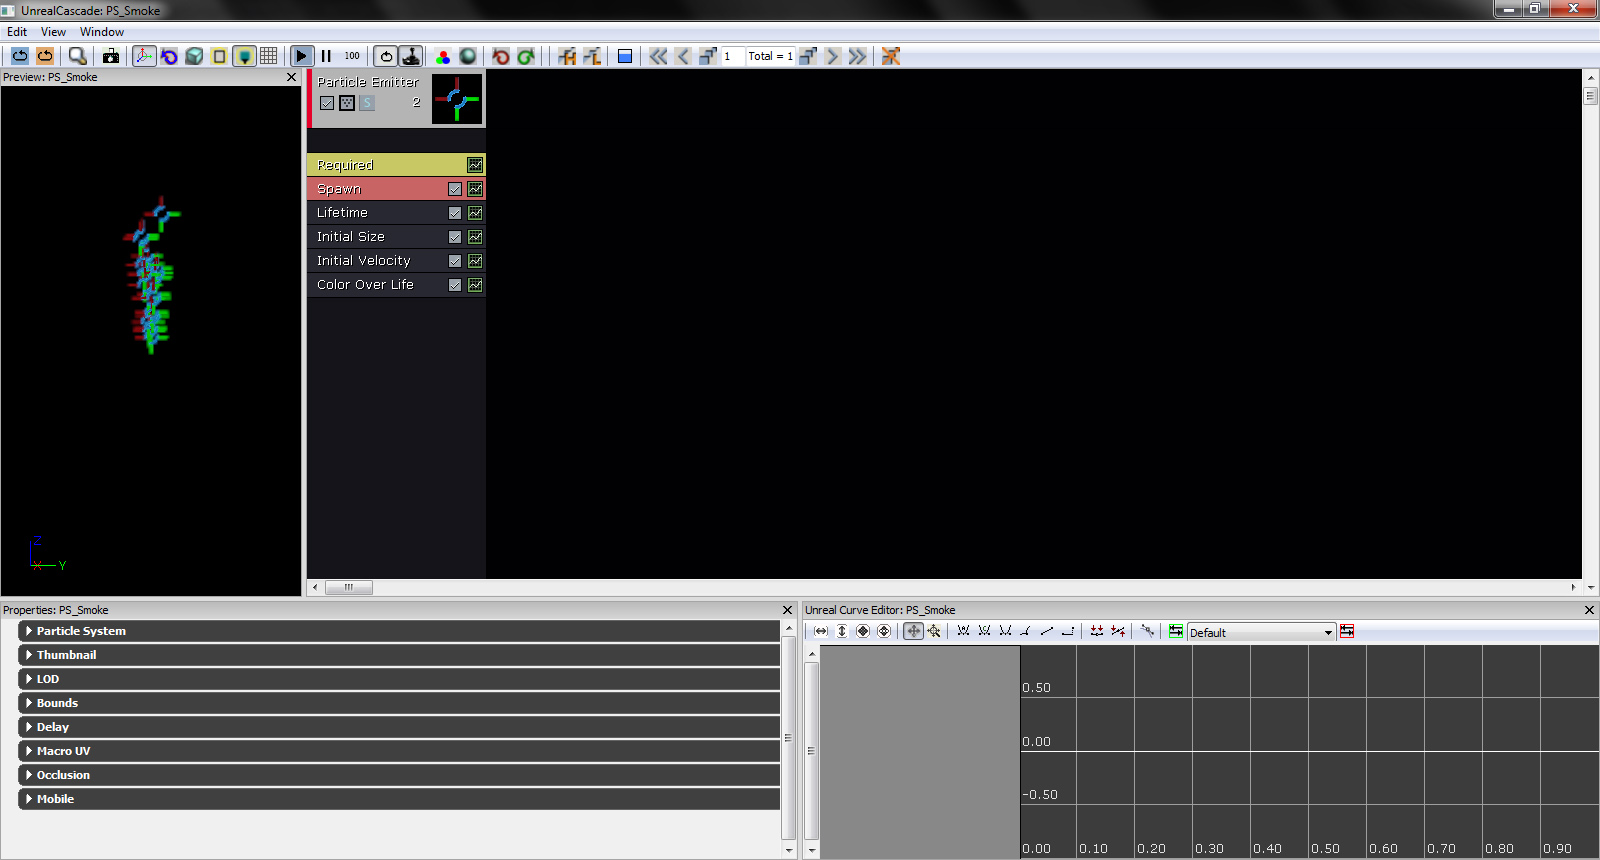 UnrealCascade: PS_Smoke
Edit View Window
100 1 Total = 1
Preview: PS_Smoke
Particle Emitter
S 2
Required
Spawn
Lifetime
Initial Size
Initial Velocity
Color Over Life
Z
X Y
Properties: PS_Smoke
Particle System
Thumbnail
LOD
Bounds
Delay
Macro UV
Occlusion
Mobile
Unreal Curve Editor: PS_Smoke
Default
0.50
0.00
-0.50
0.00 0.10 0.20 0.30 0.40 0.50 0.60 0.70 0.80 0.90